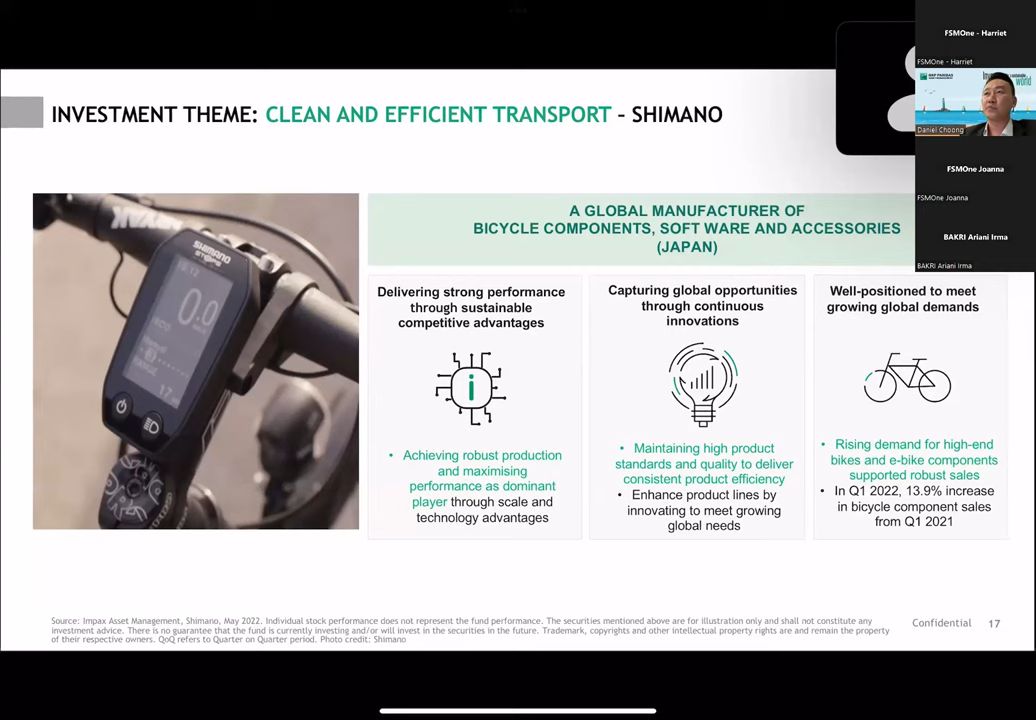 FSMOne - Harriet
FSMOne - Harriet
BNP PARIBAS
world
Daniel Choong
FSMOne Joanna
FSMOne Joanna
BAKRI Ariani Irma
BAKRI Ariani Irma
INVESTMENT THEME: CLEAN AND EFFICIENT TRANSPORT – SHIMANO
A GLOBAL MANUFACTURER OF
BICYCLE COMPONENTS, SOFT WARE AND ACCESSORIES
(JAPAN)
SHIMANO
STEPS
0.0
17
Delivering strong performance
through sustainable
competitive advantages
• Achieving robust production
and maximising
performance as dominant
player through scale and
technology advantages
Capturing global opportunities
through continuous
innovations
• Maintaining high product
standards and quality to deliver
consistent product efficiency
• Enhance product lines by
innovating to meet growing
global needs
Well-positioned to meet
growing global demands
• Rising demand for high-end
bikes and e-bike components
supported robust sales
• In Q1 2022, 13.9% increase
in bicycle component sales
from Q1 2021
Source: Impax Asset Management, Shimano, May 2022. Individual stock performance does not represent the fund performance. The securities mentioned above are for illustration only and shall not constitute any
investment advice. There is no guarantee that the fund is currently investing and/or will invest in the securities in the future. Trademark, copyrights and other intellectual property rights are and remain the property
of their respective owners. QoQ refers to Quarter on Quarter period. Photo credit: Shimano
Confidential 17